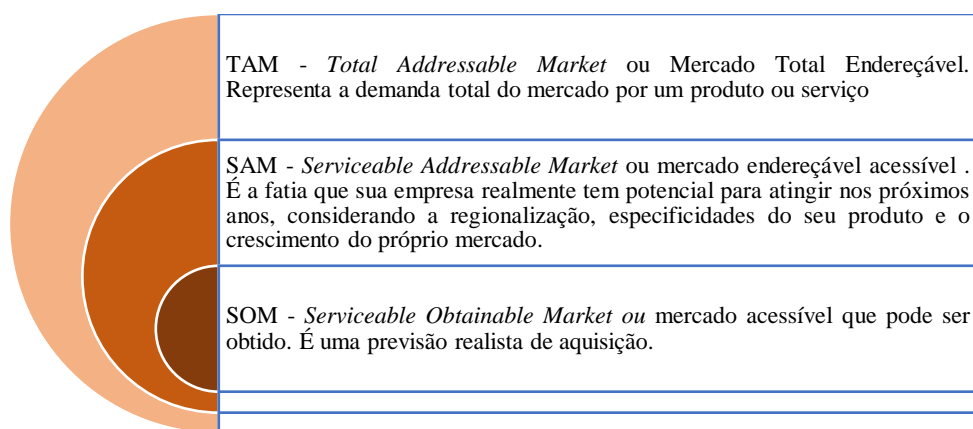 TAM - Total Addressable Market ou Mercado Total Endereçável.
Representa a demanda total do mercado por um produto ou serviço
SAM - Serviceable Addressable Market ou mercado endereçável acessível .
É a fatia que sua empresa realmente tem potencial para atingir nos próximos
anos, considerando a regionalização, especificidades do seu produto e o
crescimento do próprio mercado.
SOM - Serviceable Obtainable Market ou mercado acessível que pode ser
obtido. É uma previsão realista de aquisição.